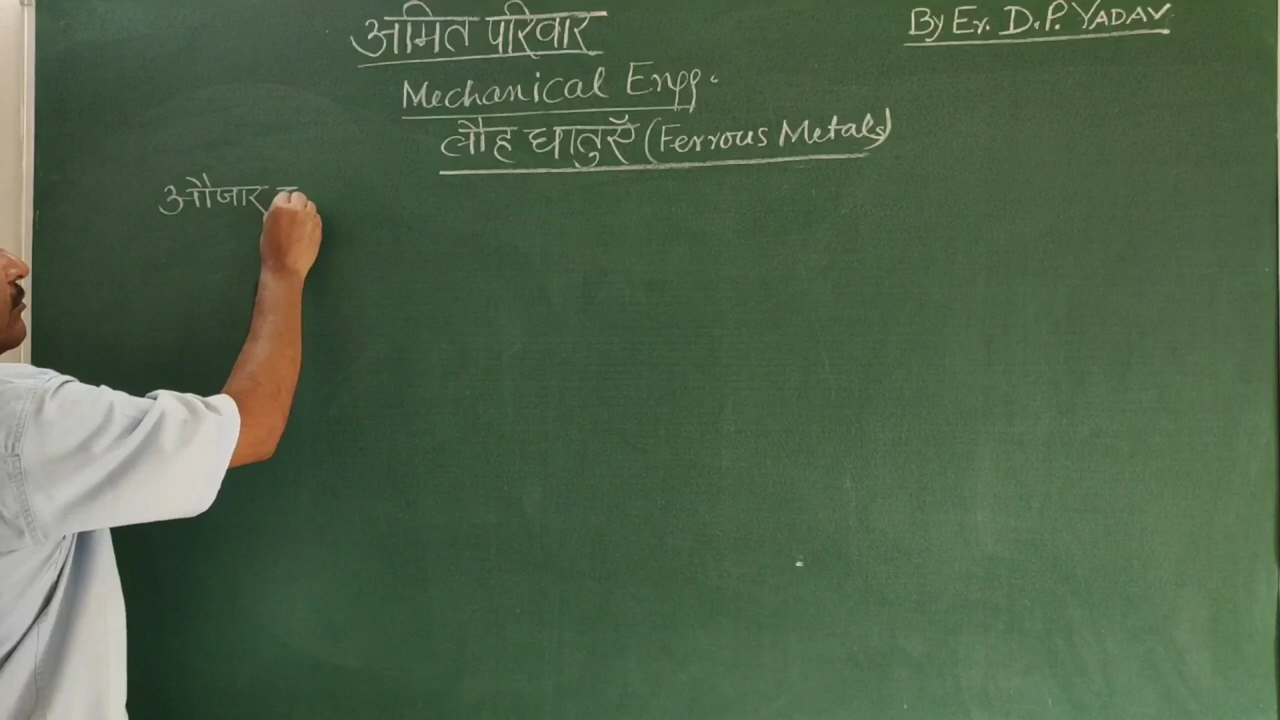 अमित परिवार
By Er. D.P. YADAV
Mechanical Engg.
लौह धातुएँ (Ferrous Metals)
औजार